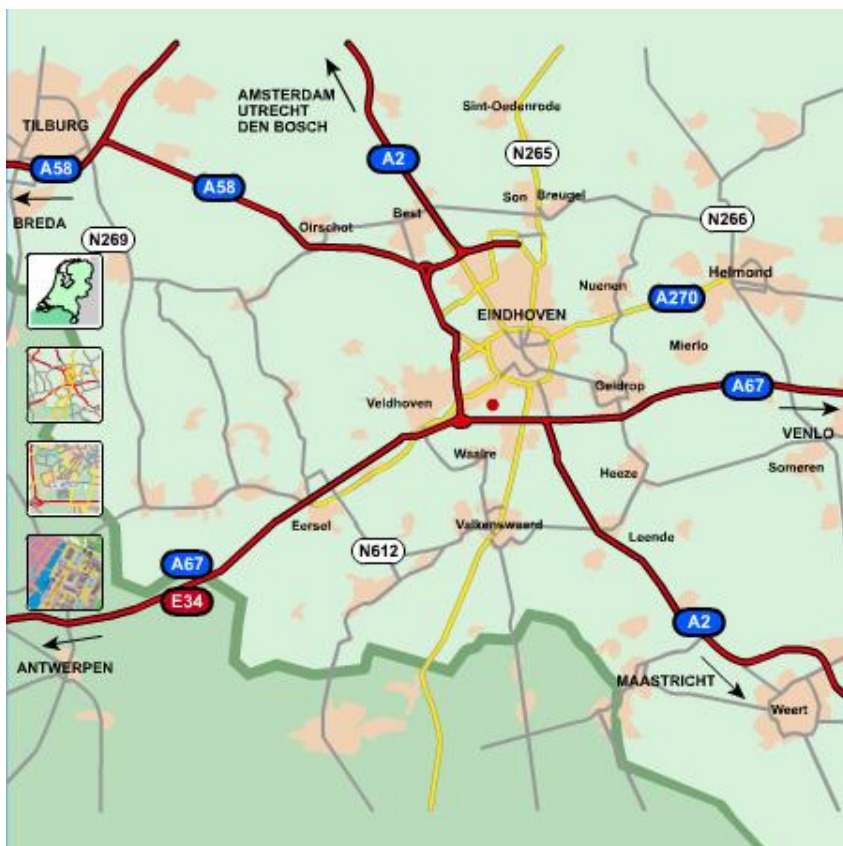 AMSTERDAM
UTRECHT
DEN BOSCH
Sint-Oedenrode
TILBURG
N265
A2
A58
A58
Son
Breugel
BREDA
Best
N266
Oirschot
N269
Helmond
Nuenen
A270
EINDHOVEN
Mierlo
Geldrop
A67
Veldhoven
VENLO
Waalre
Someren
Heeze
Eersel
Valkenswaard
Leende
N612
A67
E34
A2
ANTWERPEN
MAASTRICHT
Weert